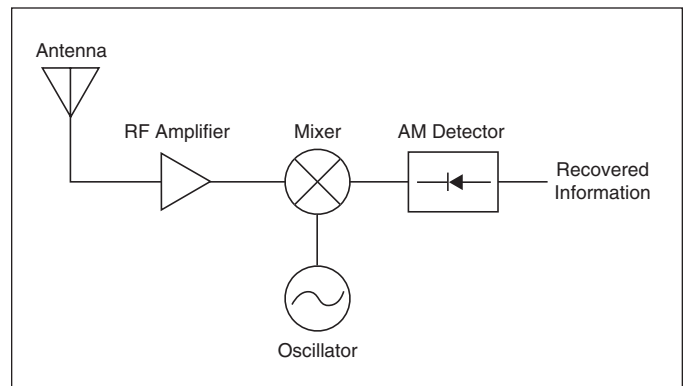 Antenna
RF Amplifier
Mixer
AM Detector
Recovered
Information
Oscillator